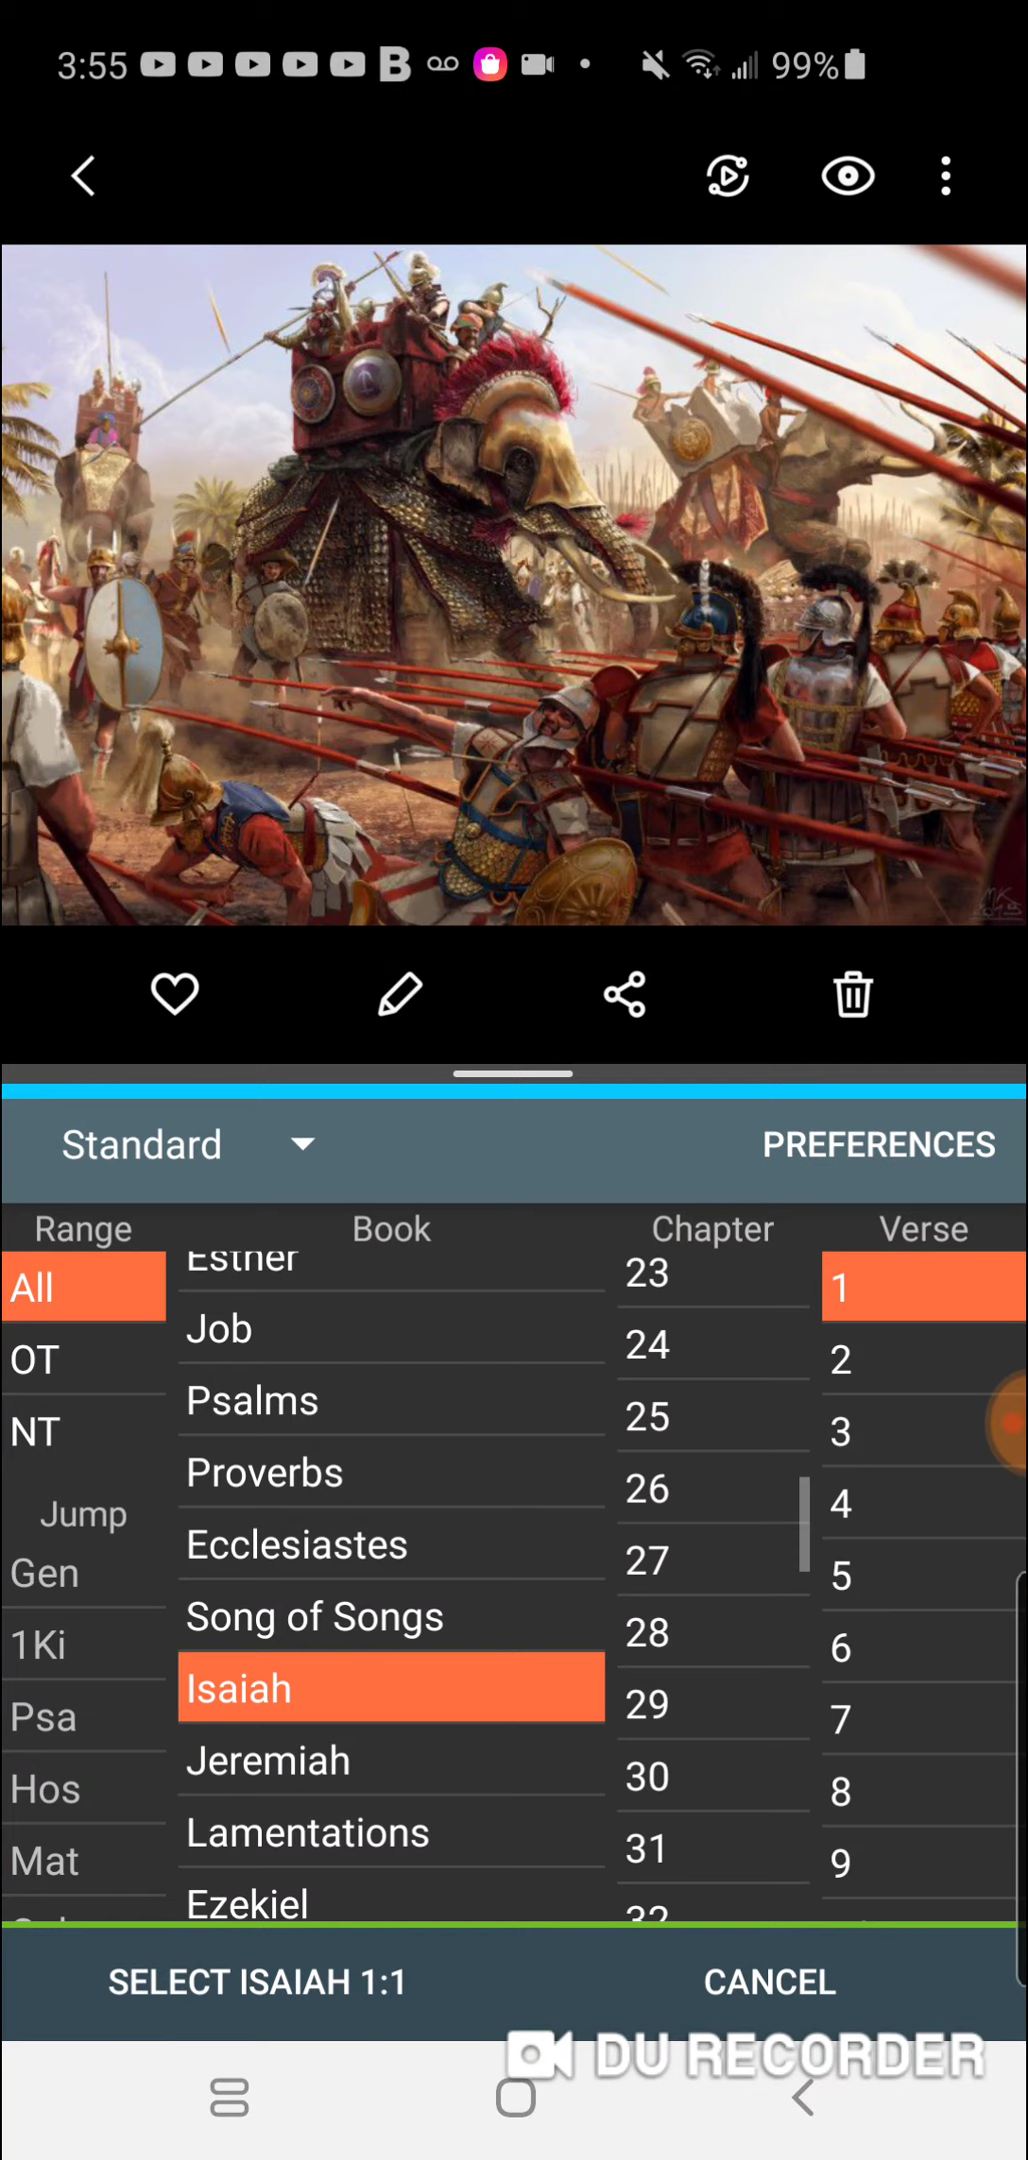 3:55 B 99%
Standard PREFERENCES
Range Book Chapter Verse
All Esther 23 1
OT Job 24 2
NT Psalms 25 3
Proverbs 26 4
Jump Ecclesiastes 27 5
Gen Song of Songs 28 6
1Ki Isaiah 29 7
Psa Jeremiah 30 8
Hos Lamentations 31 9
Mat Ezekiel 32
SELECT ISAIAH 1:1 CANCEL
DU RECORDER